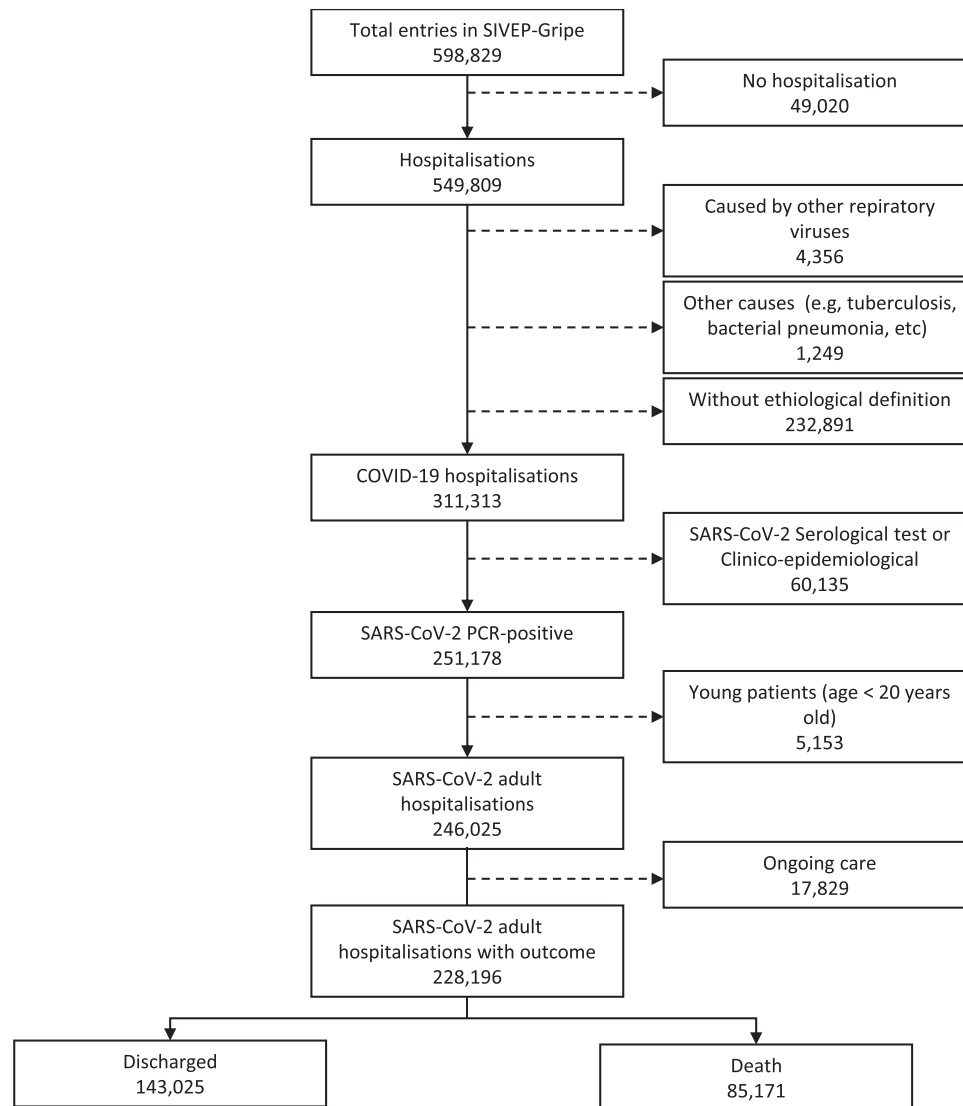 Total entries in SIVEP-Gripe
598,829
No hospitalisation
49,020
Hospitalisations
549,809
Caused by other repiratory
viruses
4,356
Other causes  (e.g, tuberculosis,
bacterial pneumonia, etc)
1,249
Without ethiological definition
232,891
COVID-19 hospitalisations
311,313
SARS-CoV-2 Serological test or
Clinico-epidemiological
60,135
SARS-CoV-2 PCR-positive
251,178
Young patients (age < 20 years
old)
5,153
SARS-CoV-2 adult
hospitalisations
246,025
Ongoing care
17,829
SARS-CoV-2 adult
hospitalisations with outcome
228,196
Discharged
143,025
Death
85,171